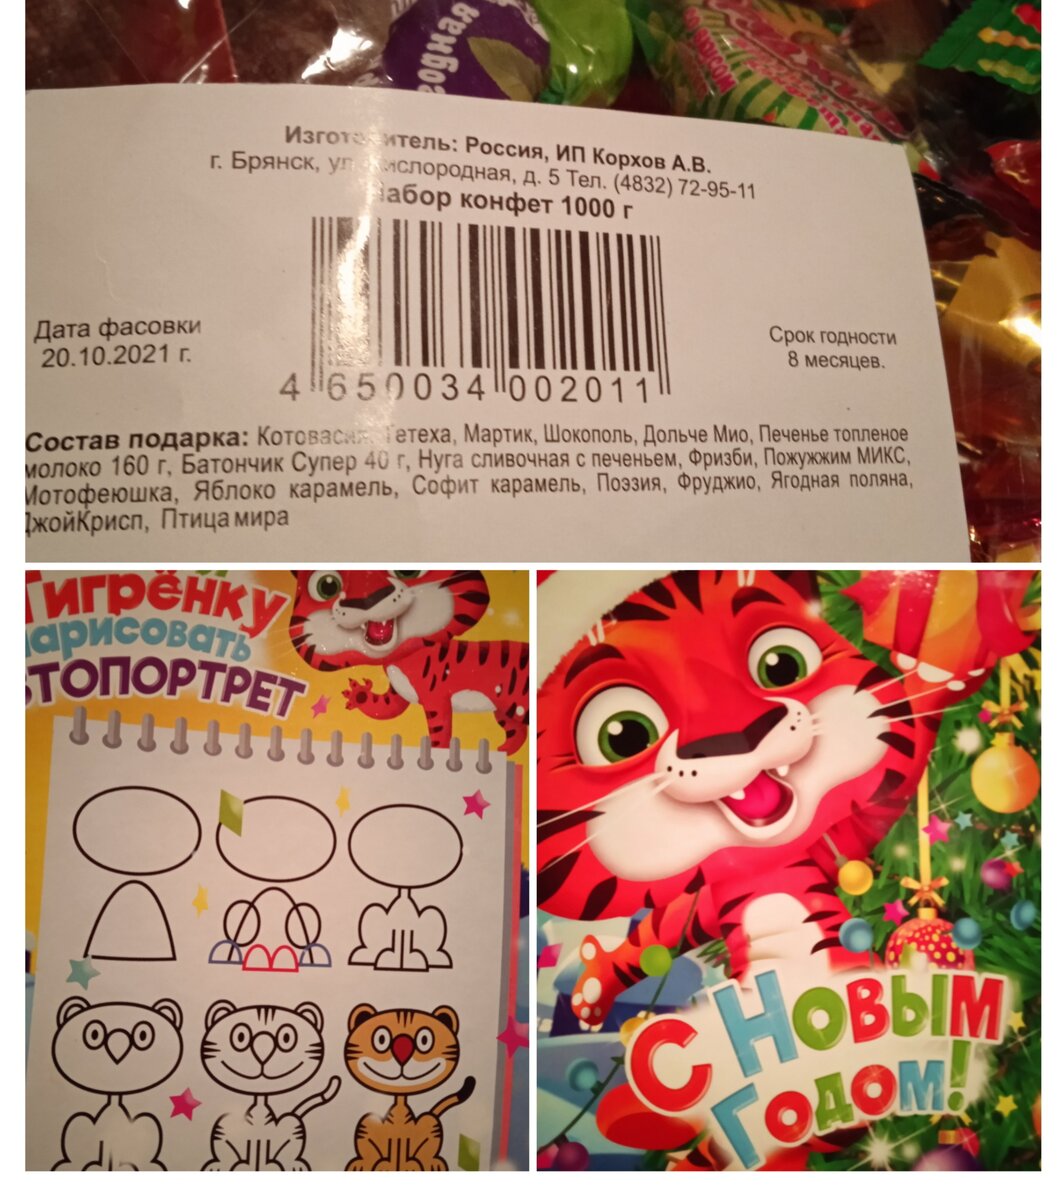 годная
Изготовитель: Россия, ИП Корхов А.В.
г. Брянск, ул. Кислородная, д. 5 Тел. (4832) 72-95-11
Набор конфет 1000 г
Дата фасовки
20.10.2021 г.
Срок годности
8 месяцев.
4 650034 002011
Состав подарка: Котовасия, Тетеха, Мартик, Шокополь, Дольче Мио, Печенье топленое
молоко 160 г, Батончик Супер 40 г, Нуга сливочная с печеньем, Фризби, Пожужжим МИКС,
Мотофеюшка, Яблоко карамель, Софит карамель, Поэзия, Фруджио, Ягодная поляна,
ДжойКрисп, Птица мира
Тигрёнку
нарисовать
втопортрет
С Новым
Годом!